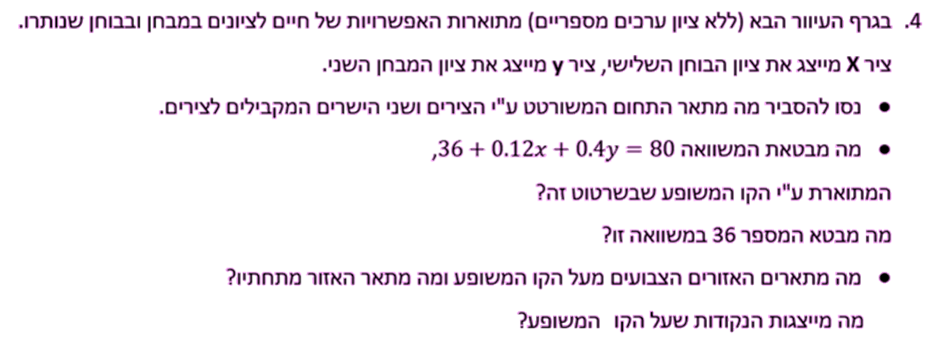 4. בגרף העיוור הבא (ללא ציון ערכים מספריים) מתוארות האפשרויות של חיים לציונים במבחן ובבוחן שנותרו.
ציר X מייצג את ציון הבוחן השלישי, ציר y מייצג את ציון המבחן השני.
• נסו להסביר מה מתאר התחום המשורטט ע"י הצירים ושני הישרים המקבילים לצירים.
• מה מבטאת המשוואה 36 + 0.12x + 0.4y = 80,
המתוארת ע"י הקו המשופע שבשרטוט זה?
מה מבטא המספר 36 במשוואה זו?
• מה מתארים האזורים הצבועים מעל הקו המשופע ומה מתאר האזור מתחתיו?
מה מייצגות הנקודות שעל הקו המשופע?